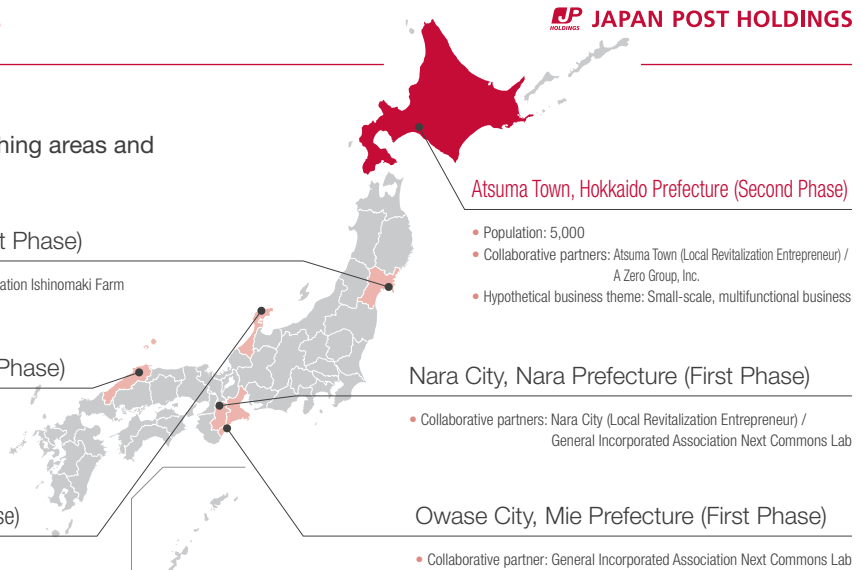 JP HOLDINGS JAPAN POST HOLDINGS
hing areas and
Atsuma Town, Hokkaido Prefecture (Second Phase)
• Population: 5,000
• Collaborative partners: Atsuma Town (Local Revitalization Entrepreneur) /
A Zero Group, Inc.
• Hypothetical business theme: Small-scale, multifunctional business
t Phase)
ation Ishinomaki Farm
Phase)
Nara City, Nara Prefecture (First Phase)
• Collaborative partners: Nara City (Local Revitalization Entrepreneur) /
General Incorporated Association Next Commons Lab
se)
Owase City, Mie Prefecture (First Phase)
• Collaborative partner: General Incorporated Association Next Commons Lab